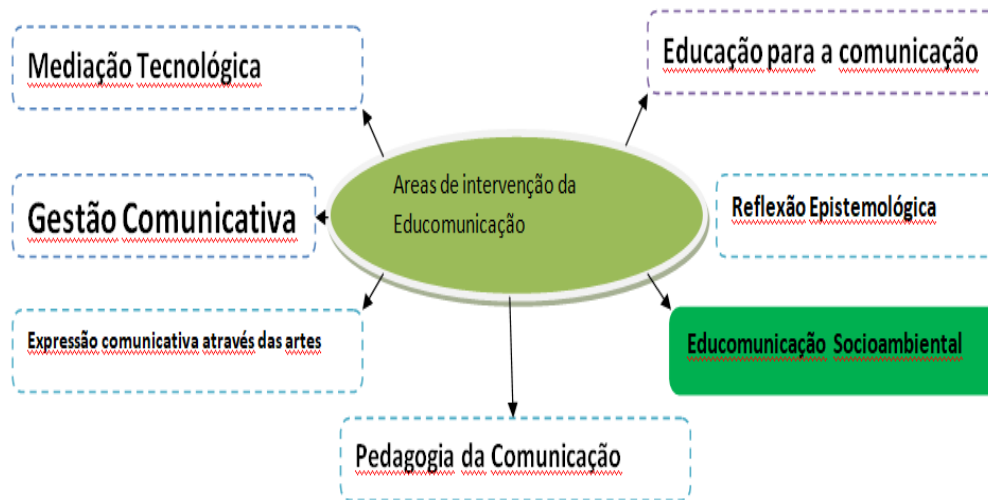 Mediação Tecnológica
Educação para a comunicação
Areas de intervenção da
Educomunicação
Gestão Comunicativa
Reflexão Epistemológica
Expressão comunicativa através das artes
Educomunicação Socioambiental
Pedagogia da Comunicação